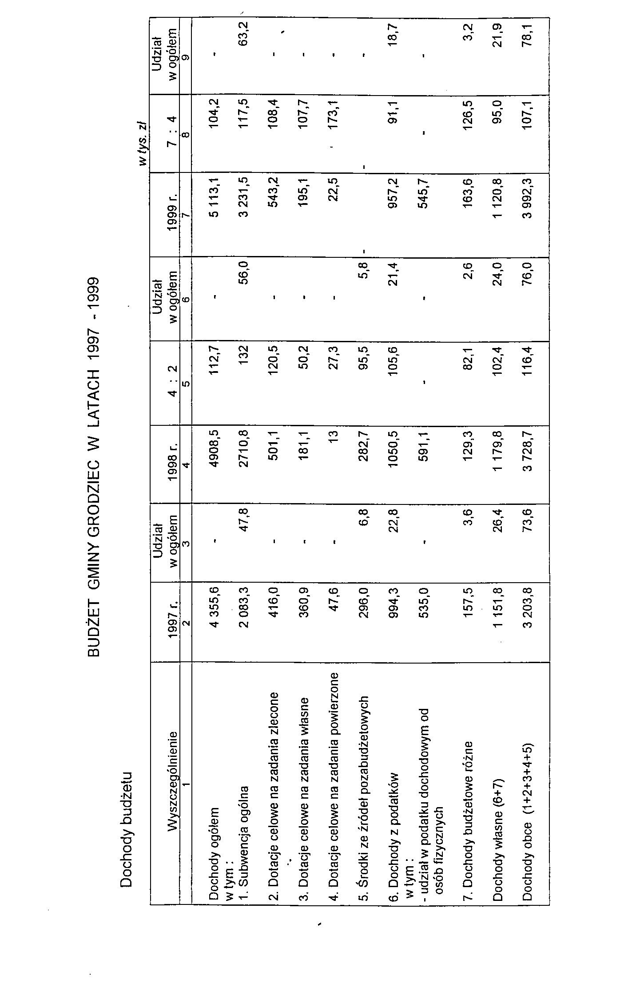 BUDŻET GMINY GRODZIEC W LATACH 1997 - 1999
Dochody budżetu
w tys. zł
Wyszczególnienie 1997 r. Udział w ogółem 1998 r. 4 : 2 Udział w ogółem 1999 r. 7 : 4 Udział w ogółem
1 2 3 4 5 6 7 8 9
Dochody ogółem 4 355,6 - 4908,5 112,7 - 5 113,1 104,2 -
w tym :
1. Subwencja ogólna 2 083,3 47,8 2710,8 132 56,0 3 231,5 117,5 63,2
2. Dotacje celowe na zadania zlecone 416,0 - 501,1 120,5 - 543,2 108,4 -
3. Dotacje celowe na zadania własne 360,9 - 181,1 50,2 - 195,1 107,7 -
4. Dotacje celowe na zadania powierzone 47,6 - 13 27,3 - 22,5 173,1 -
5. Środki ze źródeł pozabudżetowych 296,0 6,8 282,7 95,5 5,8 - - -
6. Dochody z podatków 994,3 22,8 1050,5 105,6 21,4 957,2 91,1 18,7
w tym :
- udział w podatku dochodowym od 535,0 - 591,1 - - 545,7 - -
osób fizycznych
7. Dochody budżetowe różne 157,5 3,6 129,3 82,1 2,6 163,6 126,5 3,2
Dochody własne (6+7) 1 151,8 26,4 1 179,8 102,4 24,0 1 120,8 95,0 21,9
Dochody obce (1+2+3+4+5) 3 203,8 73,6 3 728,7 116,4 76,0 3 992,3 107,1 78,1